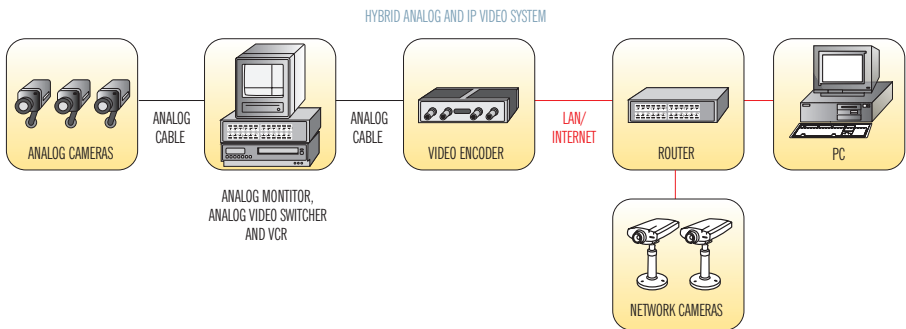 HYBRID ANALOG AND IP VIDEO SYSTEM
ANALOG CAMERAS
ANALOG
CABLE
ANALOG MONTITOR,
ANALOG VIDEO SWITCHER
AND VCR
ANALOG
CABLE
VIDEO ENCODER
LAN/
INTERNET
ROUTER
PC
NETWORK CAMERAS